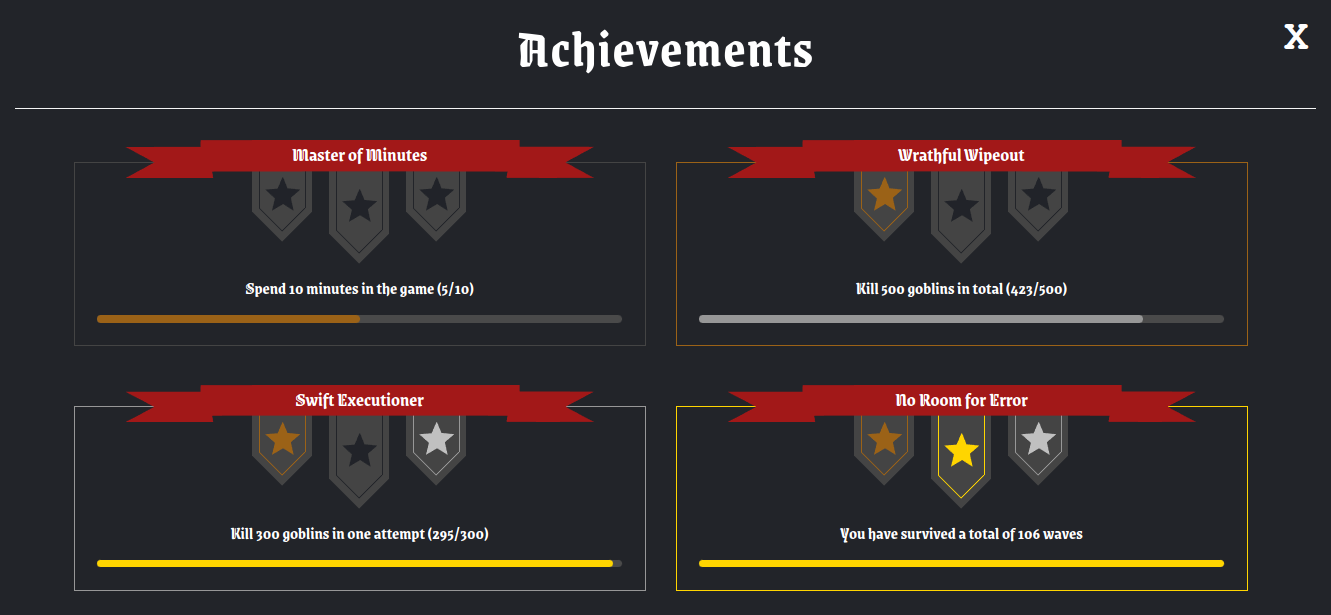 Achievements
X
Master of Minutes
Spend 10 minutes in the game (5/10)
Wrathful Wipeout
Kill 500 goblins in total (423/500)
Swift Executioner
Kill 300 goblins in one attempt (295/300)
No Room for Error
You have survived a total of 106 waves